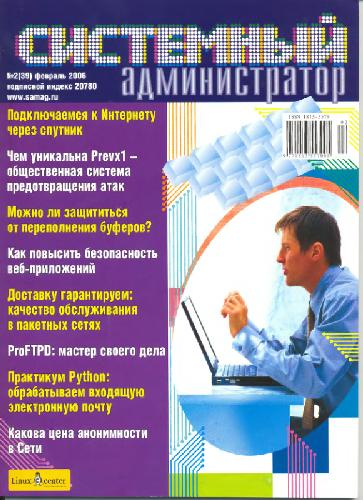 СИСТЕМНЫЙ
администратор
№2(39) февраль 2006
подписной индекс 20780
www.samag.ru
Подключаемся к Интернету
через спутник
Чем уникальна Prevx1 –
общественная система
предотвращения атак
Можно ли защититься
от переполнения буферов?
Как повысить безопасность
веб-приложений
Доставку гарантируем:
качество обслуживания
в пакетных сетях
ProFTPD: мастер своего дела
Практикум Python:
обрабатываем входящую
электронную почту
Какова цена анонимности
в Сети
Linux center